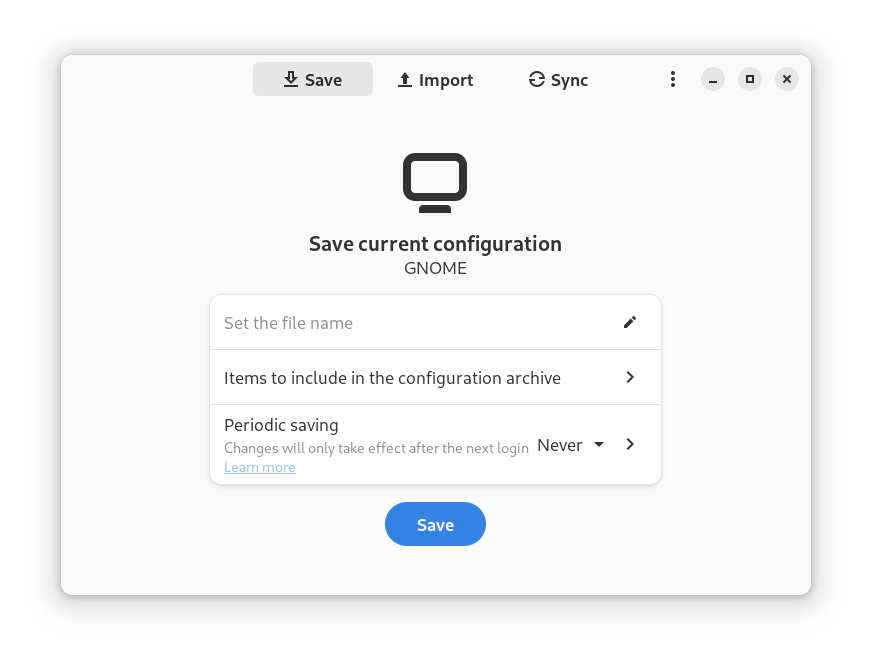 Save
Import
Sync
Save current configuration
GNOME
Set the file name
Items to include in the configuration archive
Periodic saving
Changes will only take effect after the next login
Learn more
Never
Save